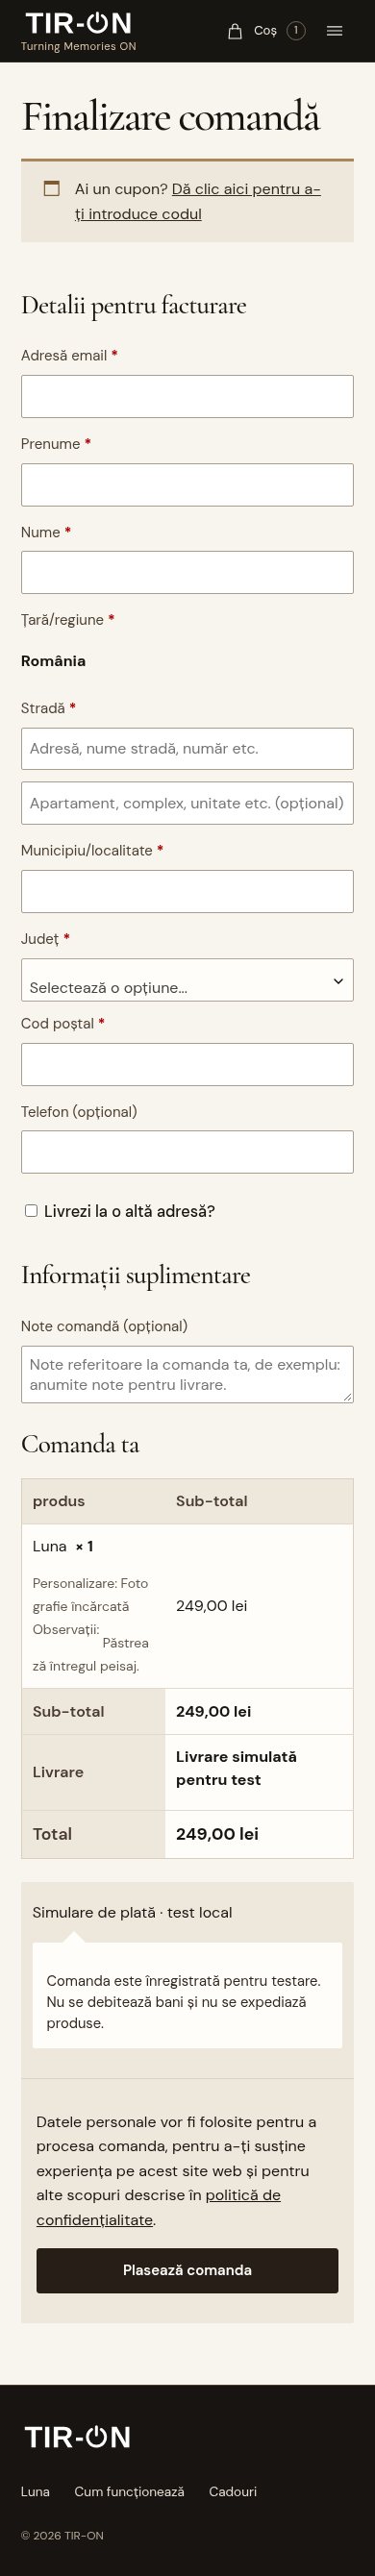 TIR-ON
Turning Memories ON
Coș 1
Finalizare comandă
Ai un cupon? Dă clic aici pentru a-
ți introduce codul
Detalii pentru facturare
Adresă email *
Prenume *
Nume *
Țară/regiune *
România
Stradă *
Adresă, nume stradă, număr etc.
Apartament, complex, unitate etc. (opțional)
Municipiu/localitate *
Județ *
Selectează o opțiune...
Cod poștal *
Telefon (opțional)
Livrezi la o altă adresă?
Informații suplimentare
Note comandă (opțional)
Note referitoare la comanda ta, de exemplu:
anumite note pentru livrare.
Comanda ta
produs Sub-total
Luna × 1
Personalizare: Foto
grafie încărcată
249,00 lei
Observații:
Păstrea
ză întregul peisaj.
Sub-total 249,00 lei
Livrare Livrare simulată
pentru test
Total 249,00 lei
Simulare de plată · test local
Comanda este înregistrată pentru testare.
Nu se debitează bani și nu se expediază
produse.
Datele personale vor fi folosite pentru a
procesa comanda, pentru a-ți susține
experiența pe acest site web și pentru
alte scopuri descrise în politică de
confidențialitate.
Plasează comanda
TIR-ON
Luna Cum funcționează Cadouri
© 2026 TIR-ON